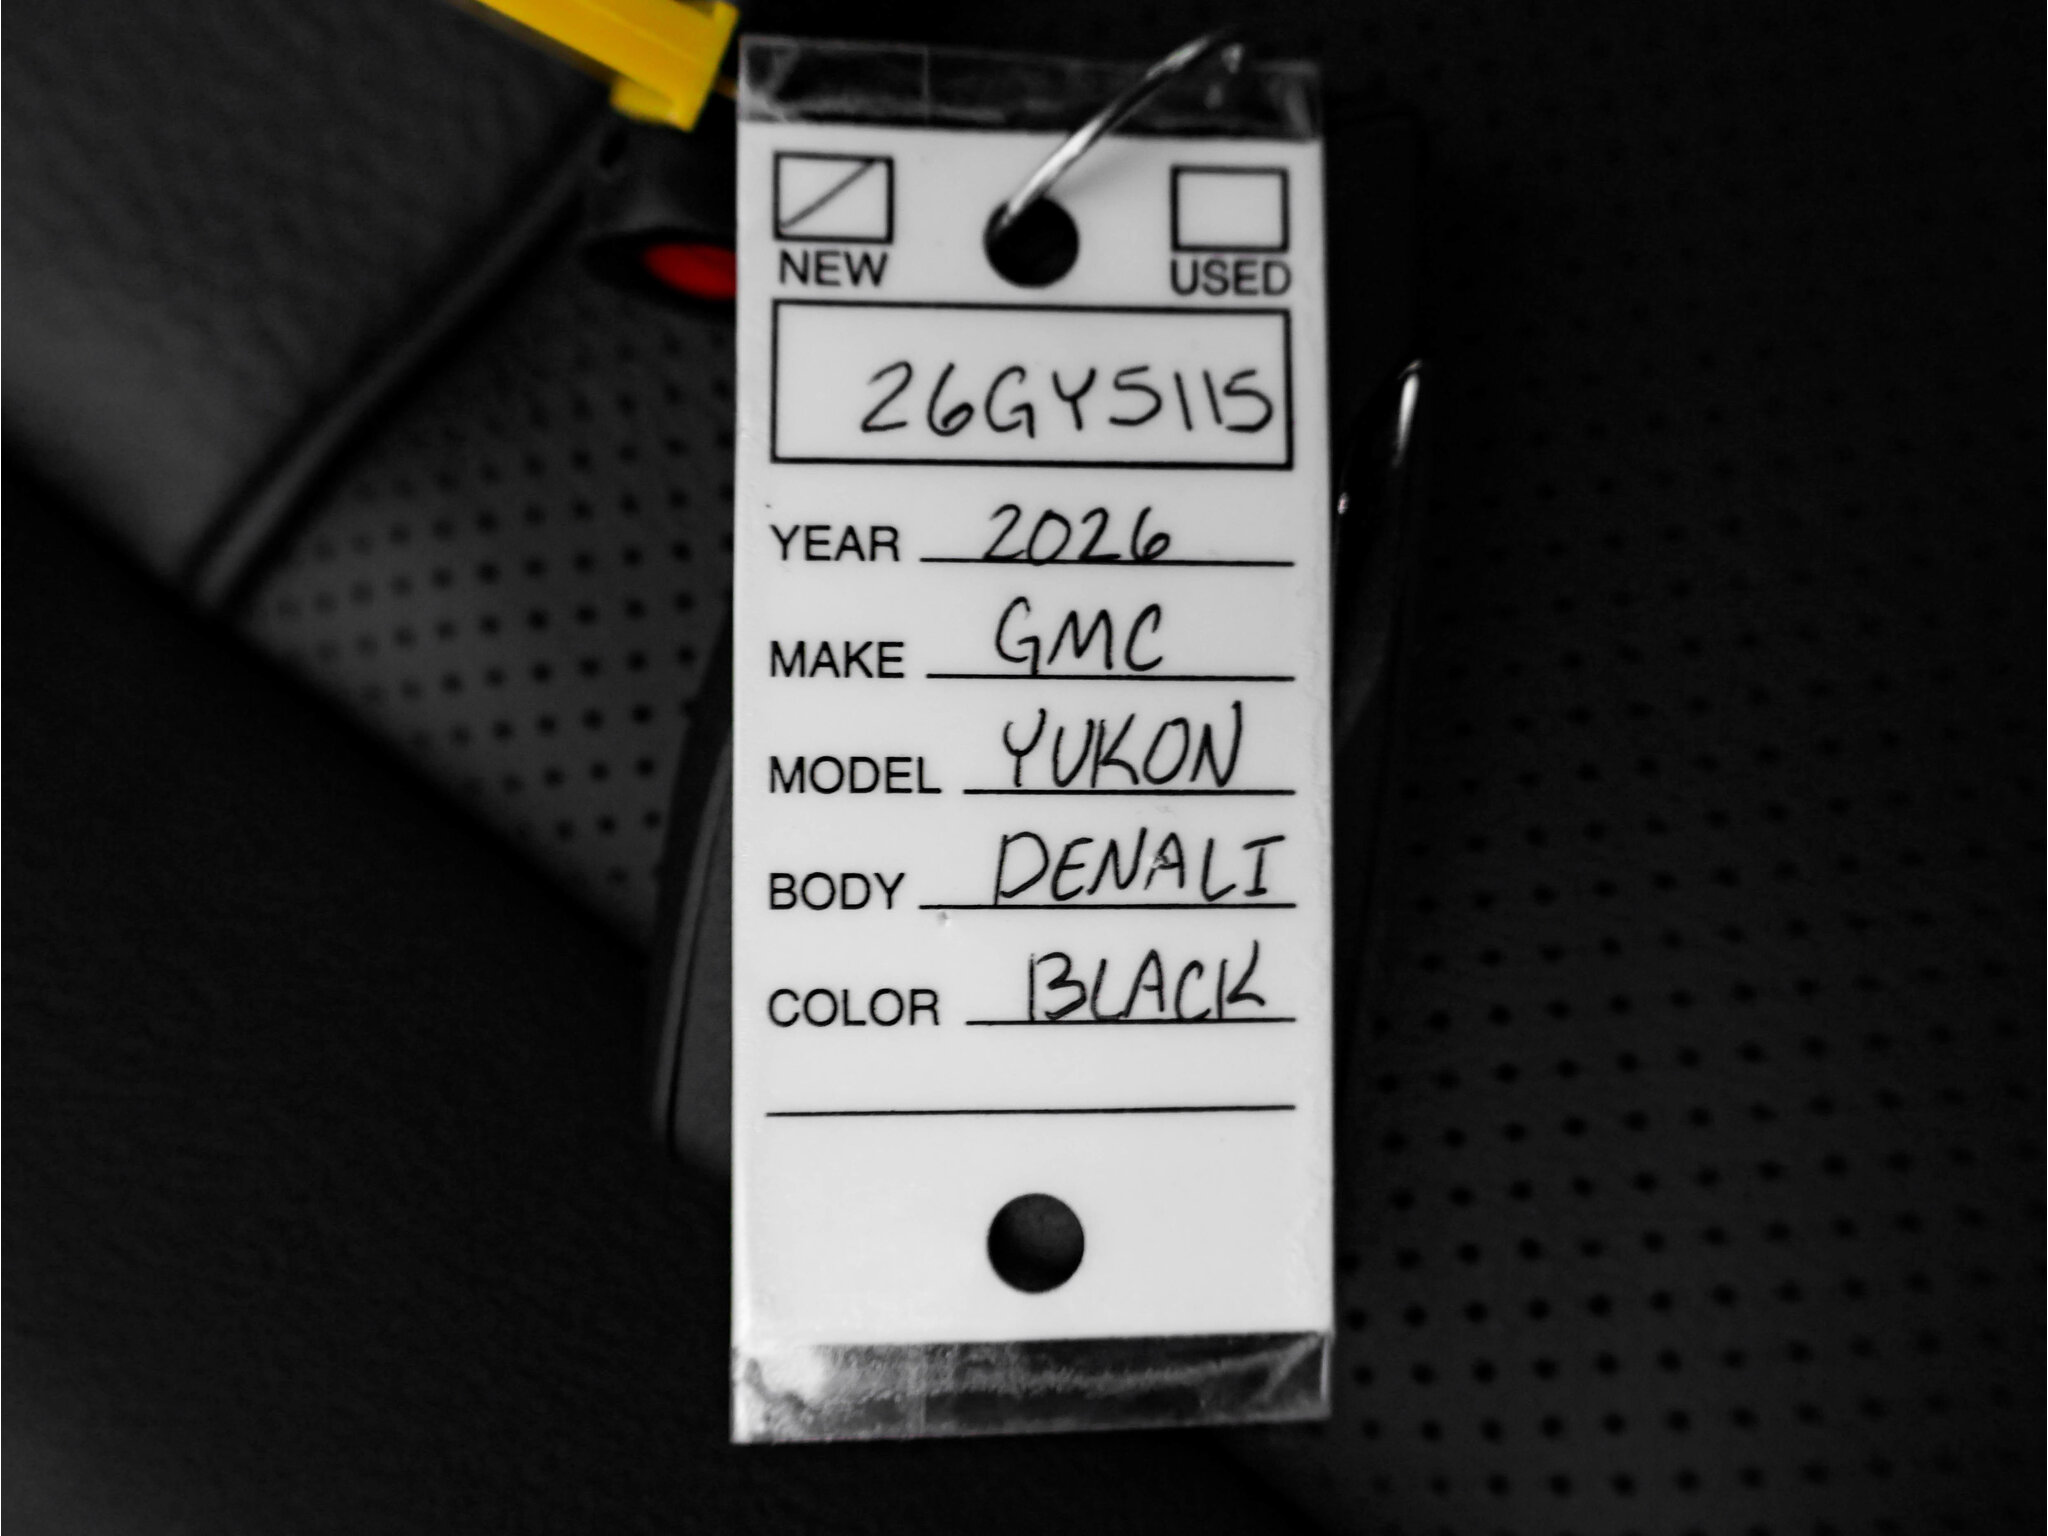 NEW USED
26GY5115
YEAR 2026
MAKE GMC
MODEL YUKON
BODY DENALI
COLOR BLACK